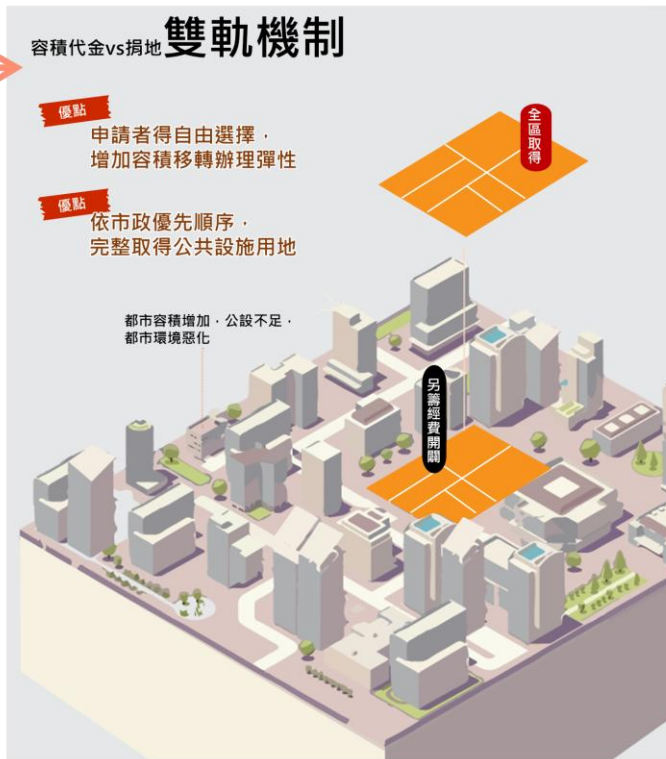 容積代金vs捐地雙軌機制
優點
申請者得自由選擇，
增加容積移轉辦理彈性
全區取得
優點
依市政優先順序，
完整取得公共設施用地
都市容積增加，公設不足，
都市環境惡化
另籌經費開闢